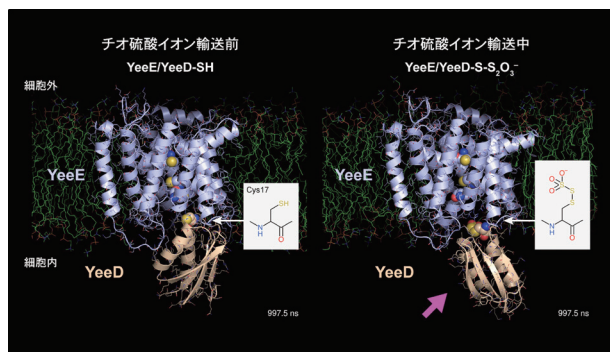 チオ硫酸イオン輸送前
YeeE/YeeD-SH
チオ硫酸イオン輸送中
YeeE/YeeD-S-S₂O₃⁻
細胞外
YeeE
Cys17
SH
N
H
O
細胞内
YeeD
997.5 ns
YeeE
O⁻
O
S
O
S
S
N
H
O
YeeD
997.5 ns